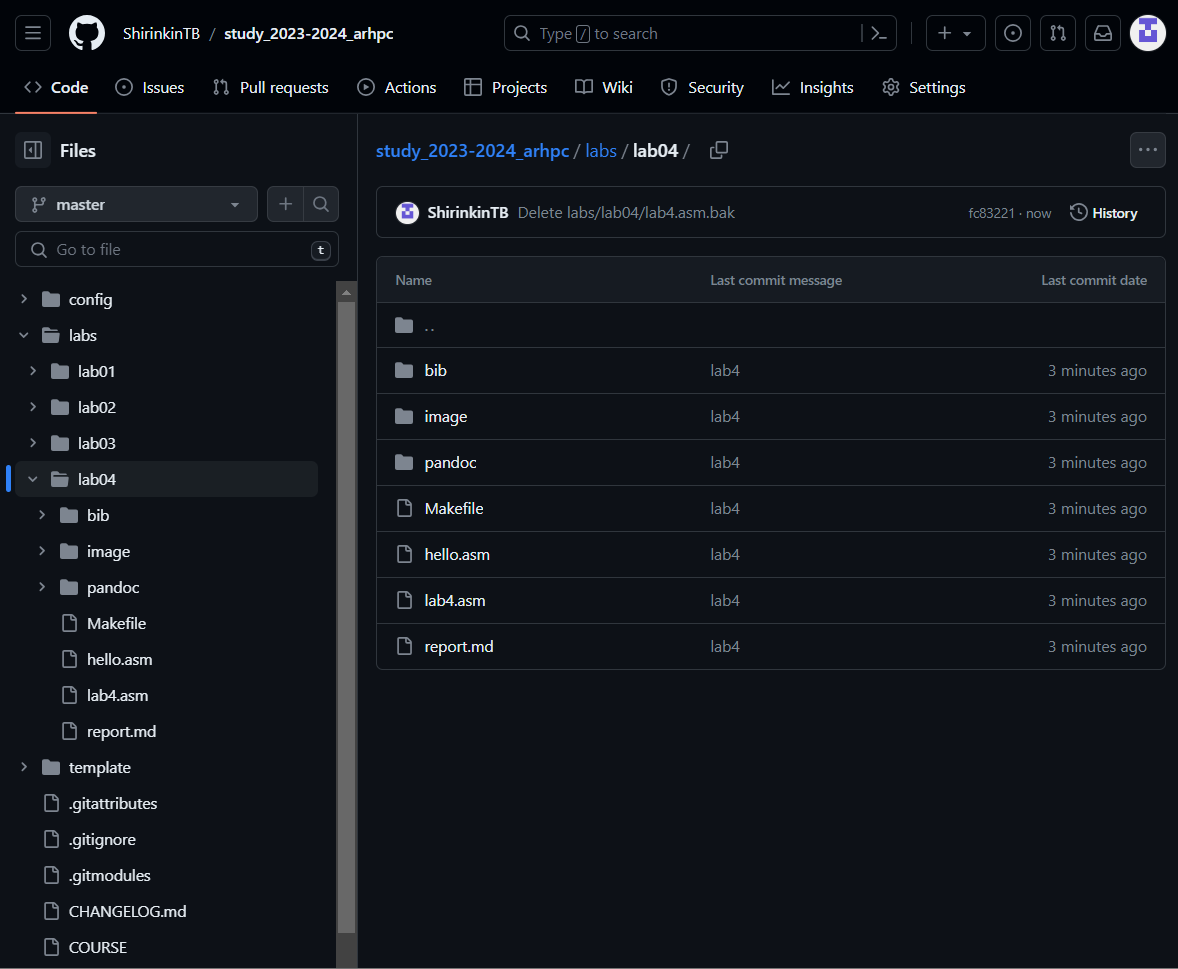 ShirinkinTB / study_2023-2024_arhpc
Type / to search
Code Issues Pull requests Actions Projects Wiki Security Insights Settings
Files
master
Go to file t
config
labs
lab01
lab02
lab03
lab04
bib
image
pandoc
Makefile
hello.asm
lab4.asm
report.md
template
.gitattributes
.gitignore
.gitmodules
CHANGELOG.md
COURSE
study_2023-2024_arhpc / labs / lab04 /
ShirinkinTB Delete labs/lab04/lab4.asm.bak fc83221 · now History
Name Last commit message Last commit date
..
bib lab4 3 minutes ago
image lab4 3 minutes ago
pandoc lab4 3 minutes ago
Makefile lab4 3 minutes ago
hello.asm lab4 3 minutes ago
lab4.asm lab4 3 minutes ago
report.md lab4 3 minutes ago